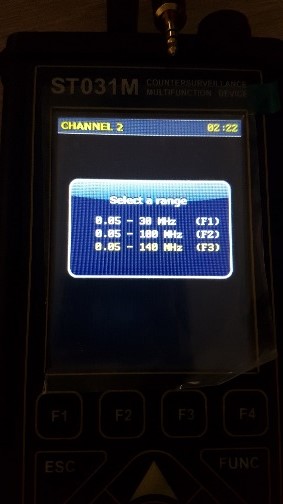 ST031M
COUNTERSURVEILLANCE
MULTIFUNCTION DEVICE
CHANNEL 2 02:22
Select a range
0.05 - 30 MHz (F1)
0.05 - 100 MHz (F2)
0.05 - 140 MHz (F3)
F1 F2 F3 F4
ESC FUNC